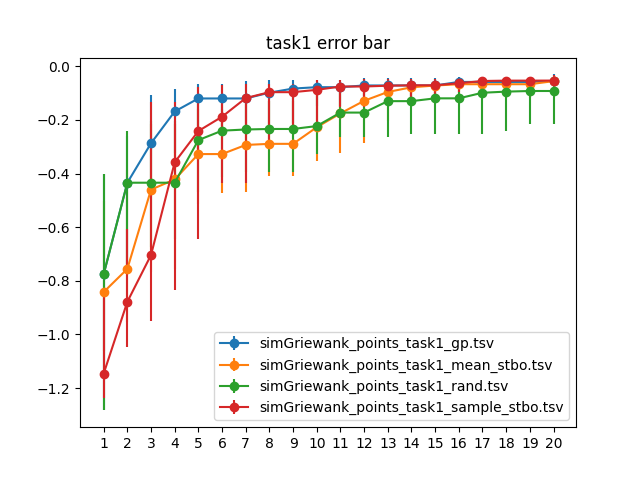 task1 error bar
0.0
−0.2
−0.4
−0.6
−0.8
−1.0
−1.2
simGriewank_points_task1_gp.tsv
simGriewank_points_task1_mean_stbo.tsv
simGriewank_points_task1_rand.tsv
simGriewank_points_task1_sample_stbo.tsv
1 2 3 4 5 6 7 8 9 10 11 12 13 14 15 16 17 18 19 20